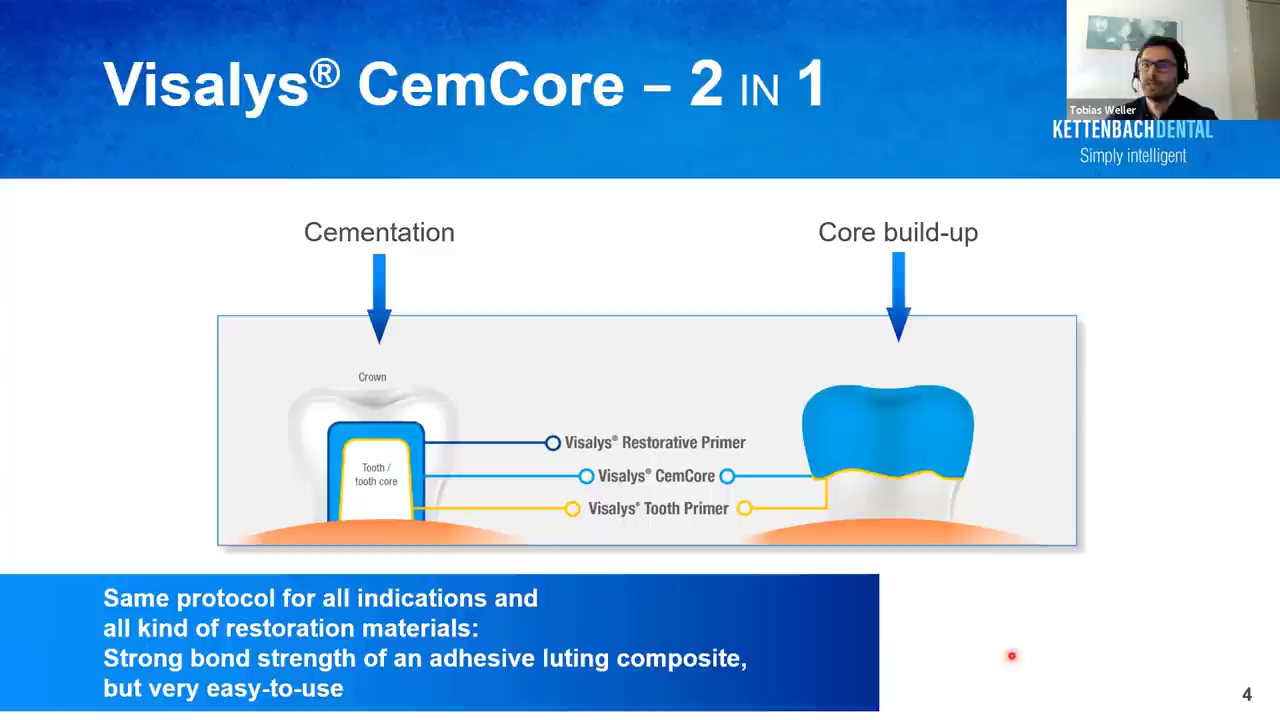 Visalys® CemCore – 2 IN 1
Tobias Weller
KETTENBACHDENTAL
Simply intelligent
Cementation
Core build-up
Crown
Tooth /
tooth core
Visalys® Restorative Primer
Visalys® CemCore
Visalys® Tooth Primer
Same protocol for all indications and
all kind of restoration materials:
Strong bond strength of an adhesive luting composite,
but very easy-to-use
4